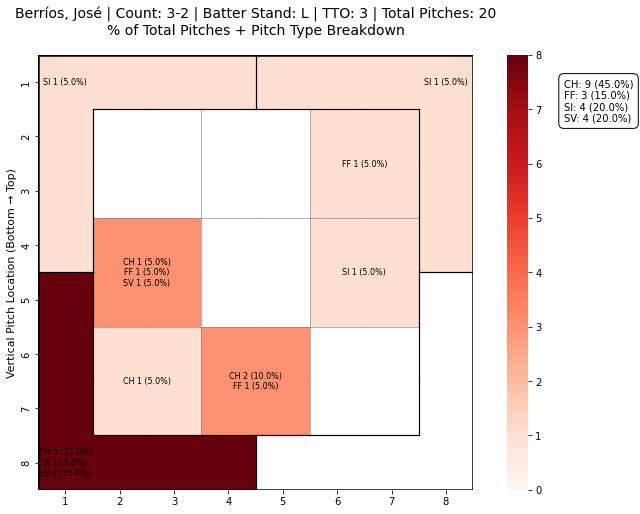 Berríos, José | Count: 3-2 | Batter Stand: L | TTO: 3 | Total Pitches: 20
% of Total Pitches + Pitch Type Breakdown
SI 1 (5.0%)
SI 1 (5.0%)
FF 1 (5.0%)
CH 1 (5.0%)
FF 1 (5.0%)
SV 1 (5.0%)
SI 1 (5.0%)
CH 1 (5.0%)
CH 2 (10.0%)
FF 1 (5.0%)
CH 5 (25.0%)
SI 1 (5.0%)
SV 3 (15.0%)
Vertical Pitch Location (Bottom → Top)
1
2
3
4
5
6
7
8
1
2
3
4
5
6
7
8
8
7
6
5
4
3
2
1
0
CH: 9 (45.0%)
FF: 3 (15.0%)
SI: 4 (20.0%)
SV: 4 (20.0%)